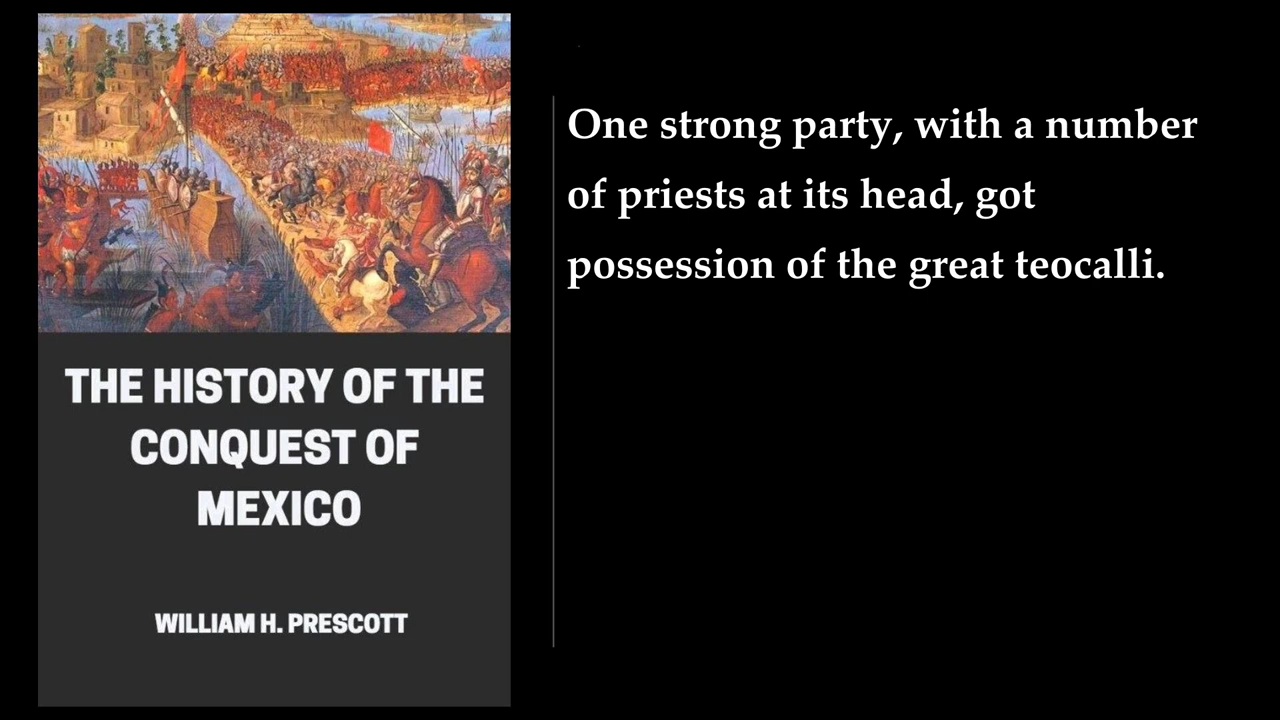 THE HISTORY OF THE
CONQUEST OF
MEXICO
WILLIAM H. PRESCOTT
One strong party, with a number
of priests at its head, got
possession of the great teocalli.